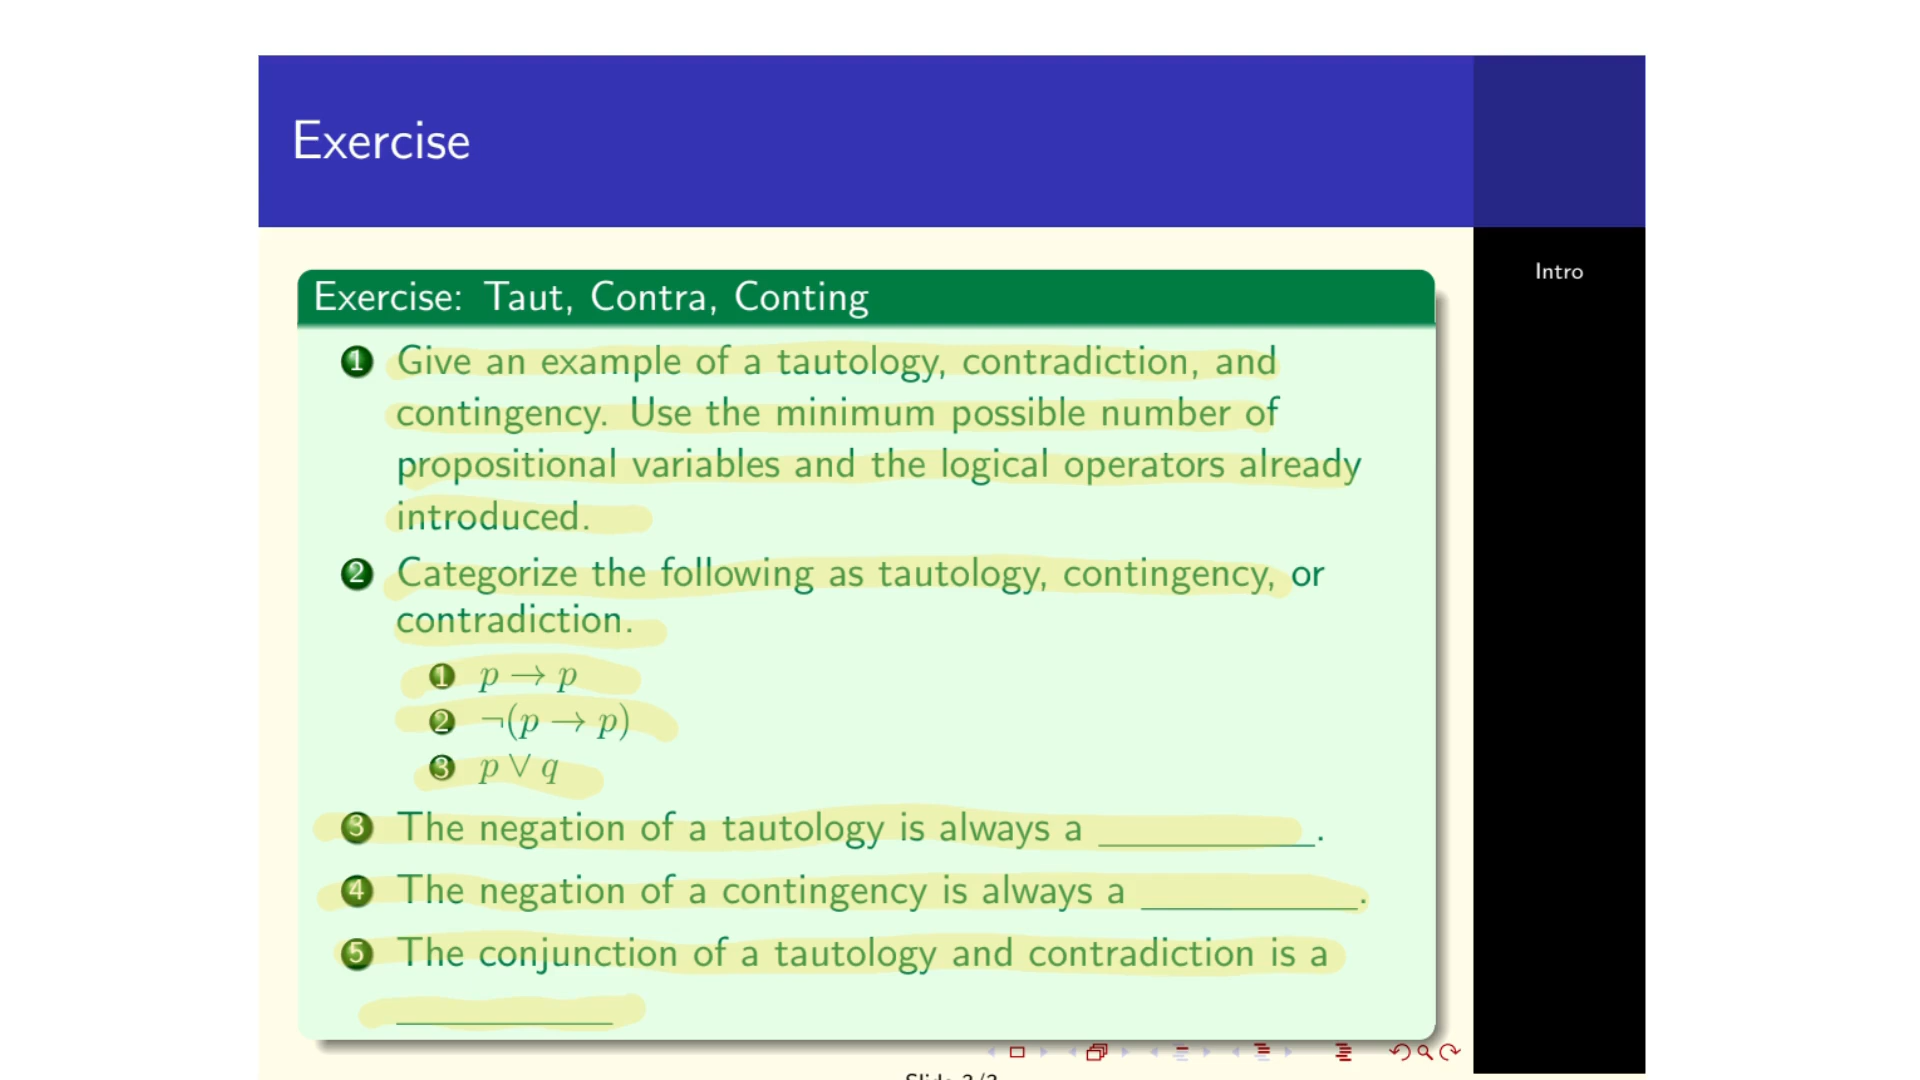 Exercise
Intro
Exercise: Taut, Contra, Conting
1 Give an example of a tautology, contradiction, and
contingency. Use the minimum possible number of
propositional variables and the logical operators already
introduced.
2 Categorize the following as tautology, contingency, or
contradiction.
1 p → p
2 ¬(p → p)
3 p ∨ q
3 The negation of a tautology is always a __________.
4 The negation of a contingency is always a __________.
5 The conjunction of a tautology and contradiction is a
__________